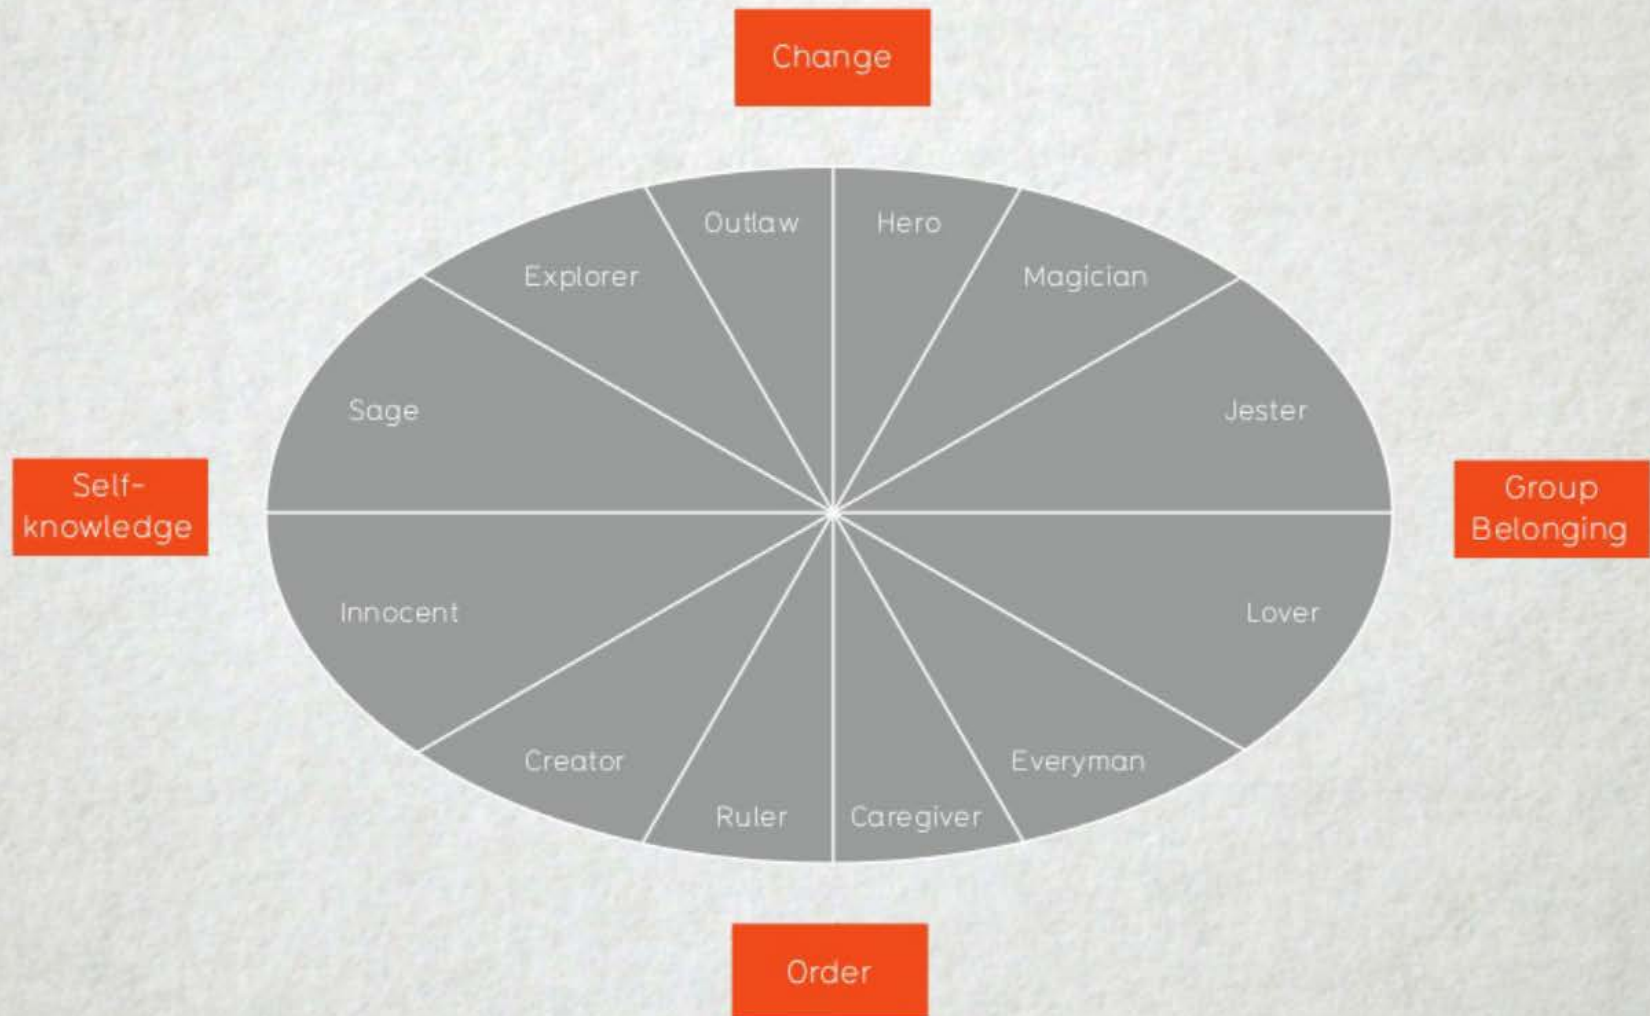 Change
Outlaw
Hero
Explorer
Magician
Sage
Jester
Self-
knowledge
Group
Belonging
Innocent
Lover
Creator
Everyman
Ruler
Caregiver
Order